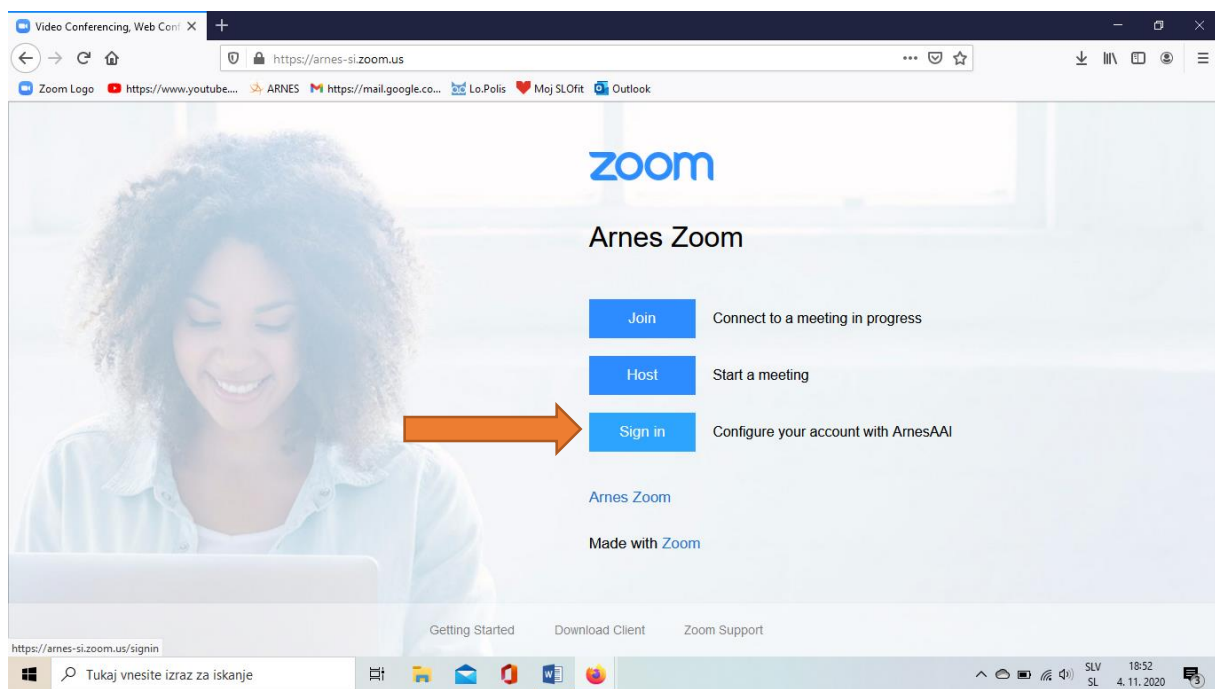 Video Conferencing, Web Conf
https://arnes-si.zoom.us
Zoom Logo https://www.youtube.... ARNES https://mail.google.co... Lo.Polis Moj SLOfit Outlook
zoom
Arnes Zoom
Join Connect to a meeting in progress
Host Start a meeting
Sign in Configure your account with ArnesAAI
Arnes Zoom
Made with Zoom
Getting Started Download Client Zoom Support
https://arnes-si.zoom.us/signin
Tukaj vnesite izraz za iskanje
SLV 18:52
SL 4. 11. 2020 3